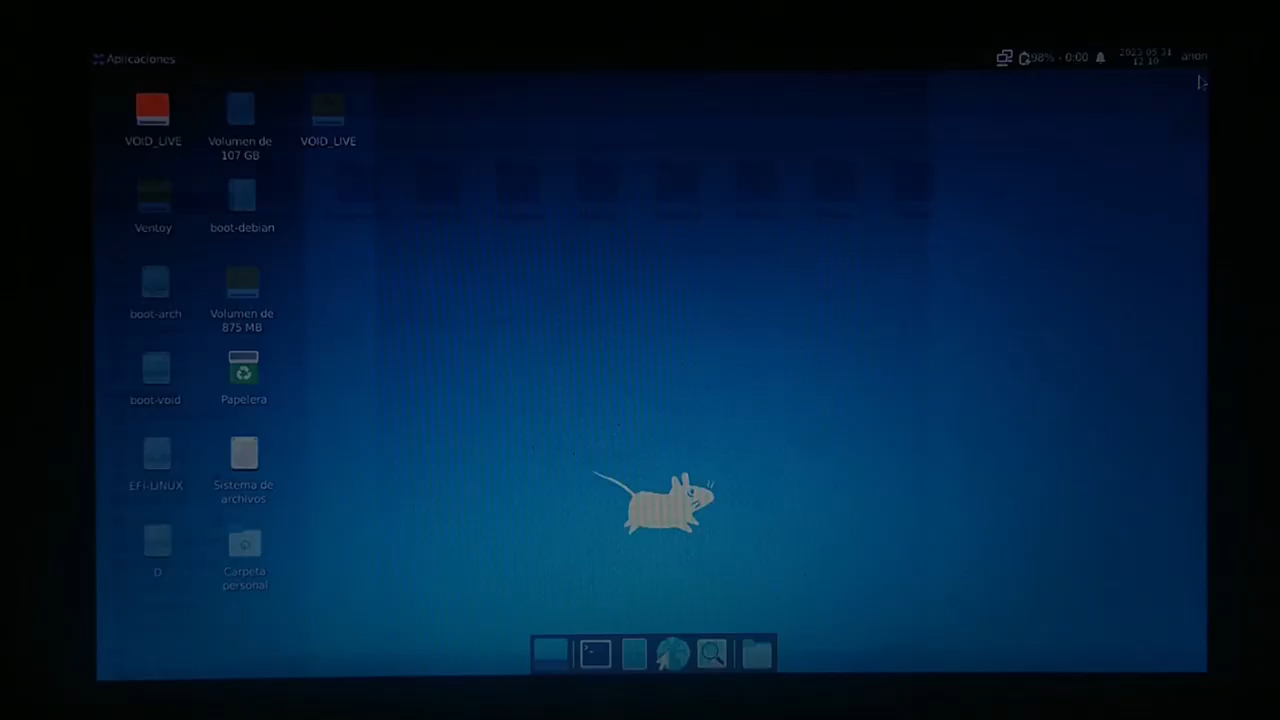 Aplicaciones
98% - 0:00
2023-05-31
12:10
anon
VOID_LIVE
Volumen de
107 GB
VOID_LIVE
Ventoy
boot-debian
boot-arch
Volumen de
875 MB
boot-void
Papelera
EFI-LINUX
Sistema de
archivos
D
Carpeta
personal